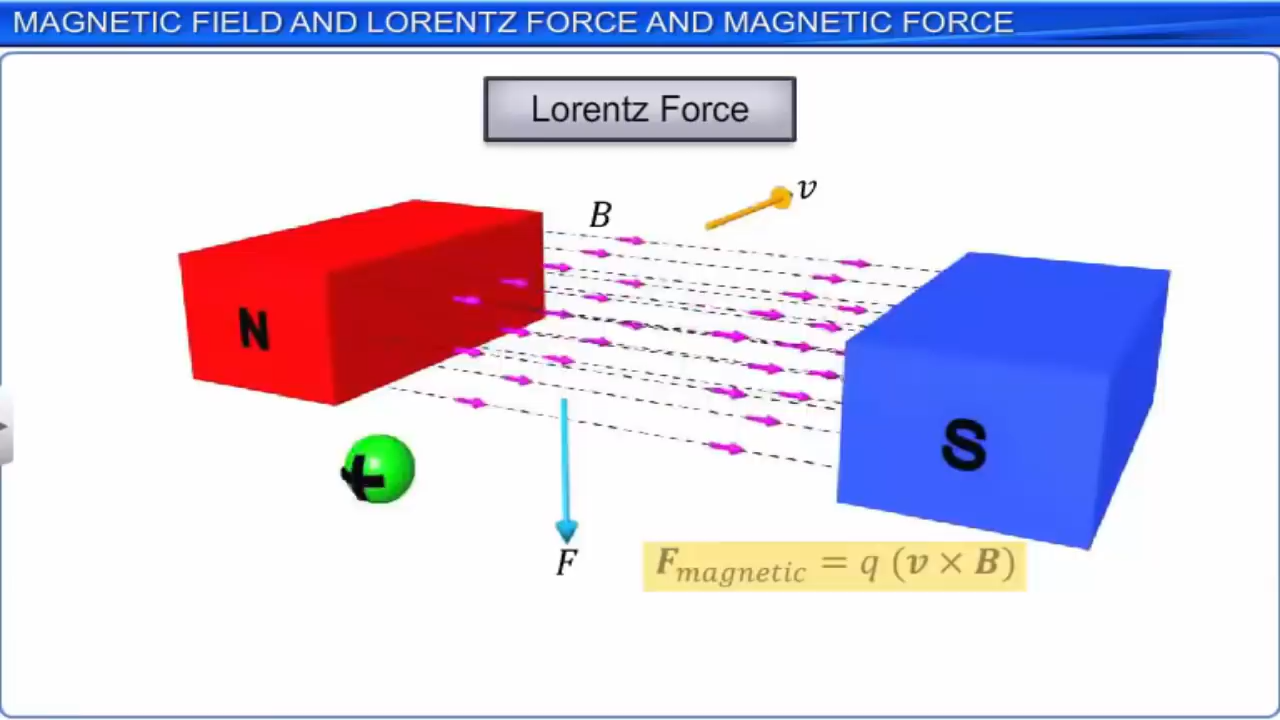 MAGNETIC FIELD AND LORENTZ FORCE AND MAGNETIC FORCE
Lorentz Force
v
B
N
S
+
F
F_magnetic = q (v × B)